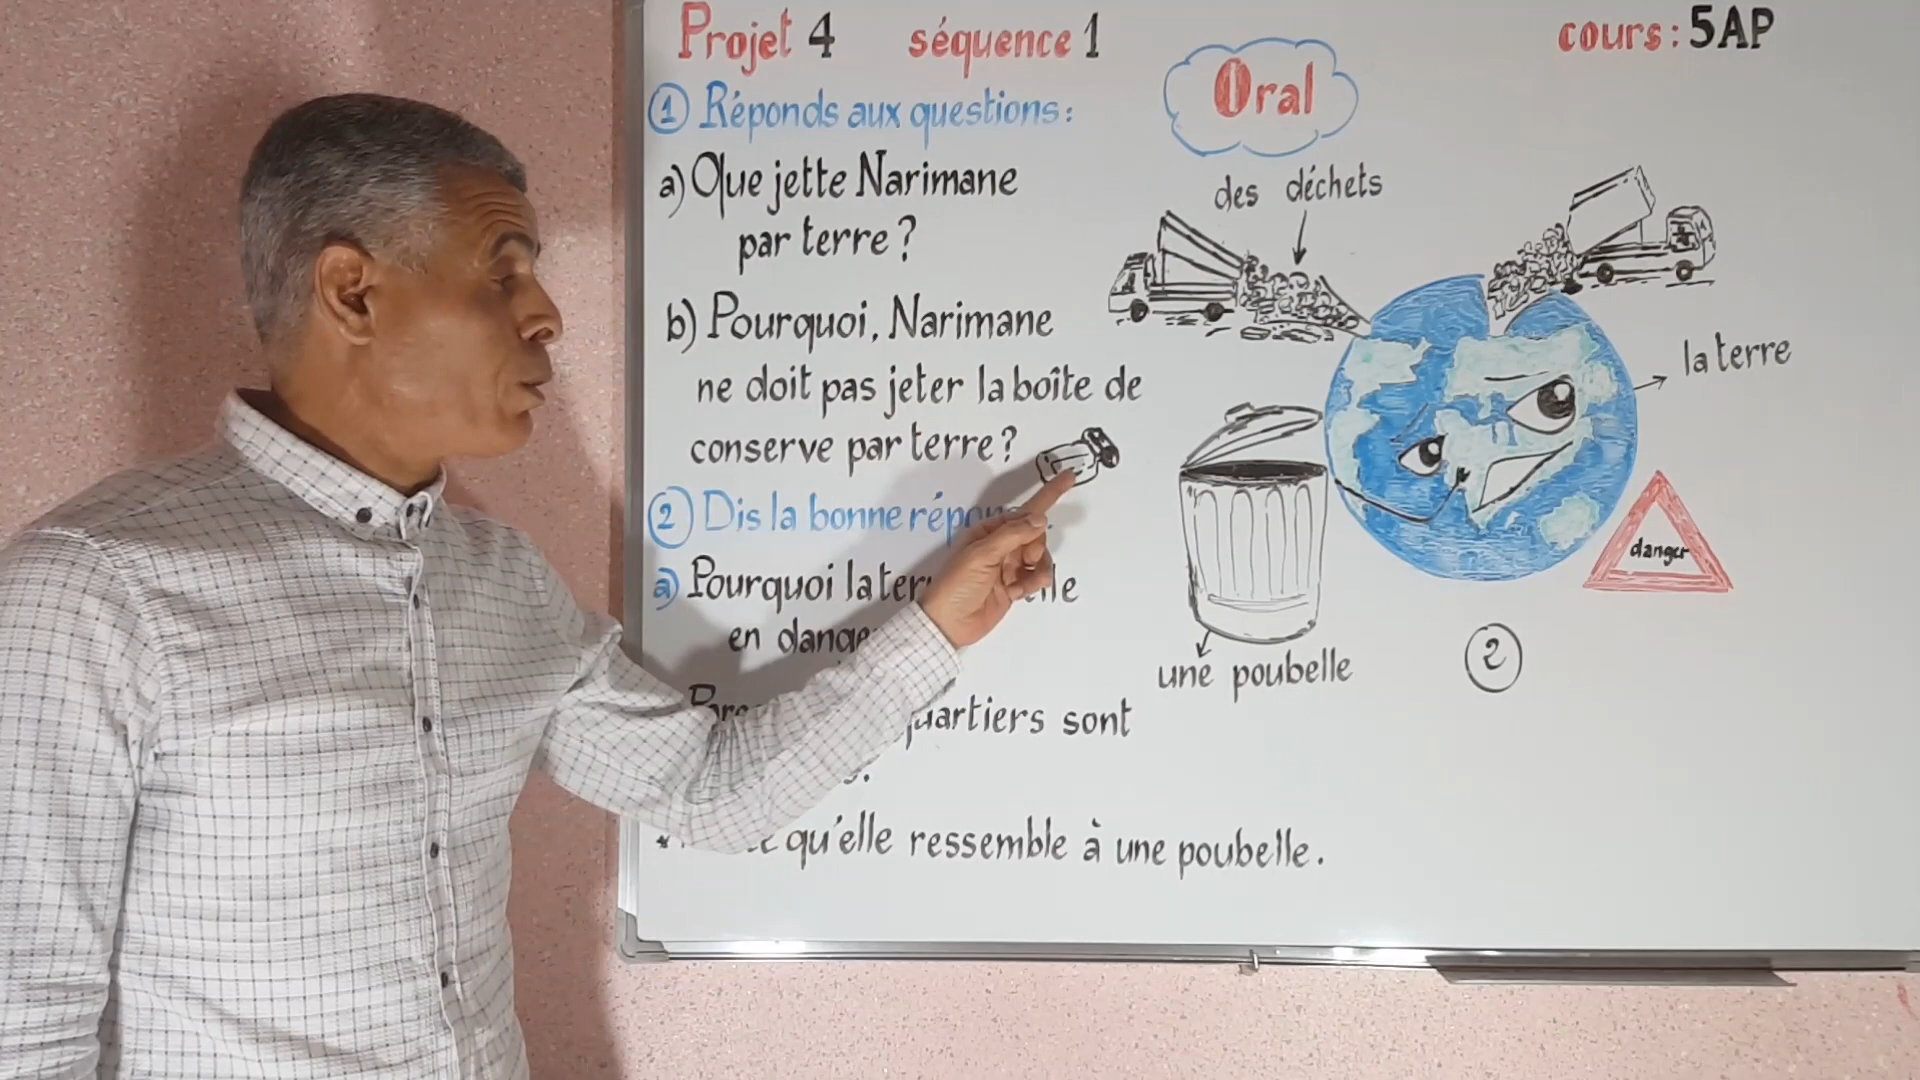 Projet 4 séquence 1 cours : 5AP
Oral
① Réponds aux questions :
a) Que jette Narimane
par terre ?
b) Pourquoi, Narimane
ne doit pas jeter la boîte de
conserve par terre ?
② Dis la bonne
a) Pourquoi la
en
quartiers sont
qu'elle ressemble à une poubelle.
des déchets
la terre
danger
une poubelle
②